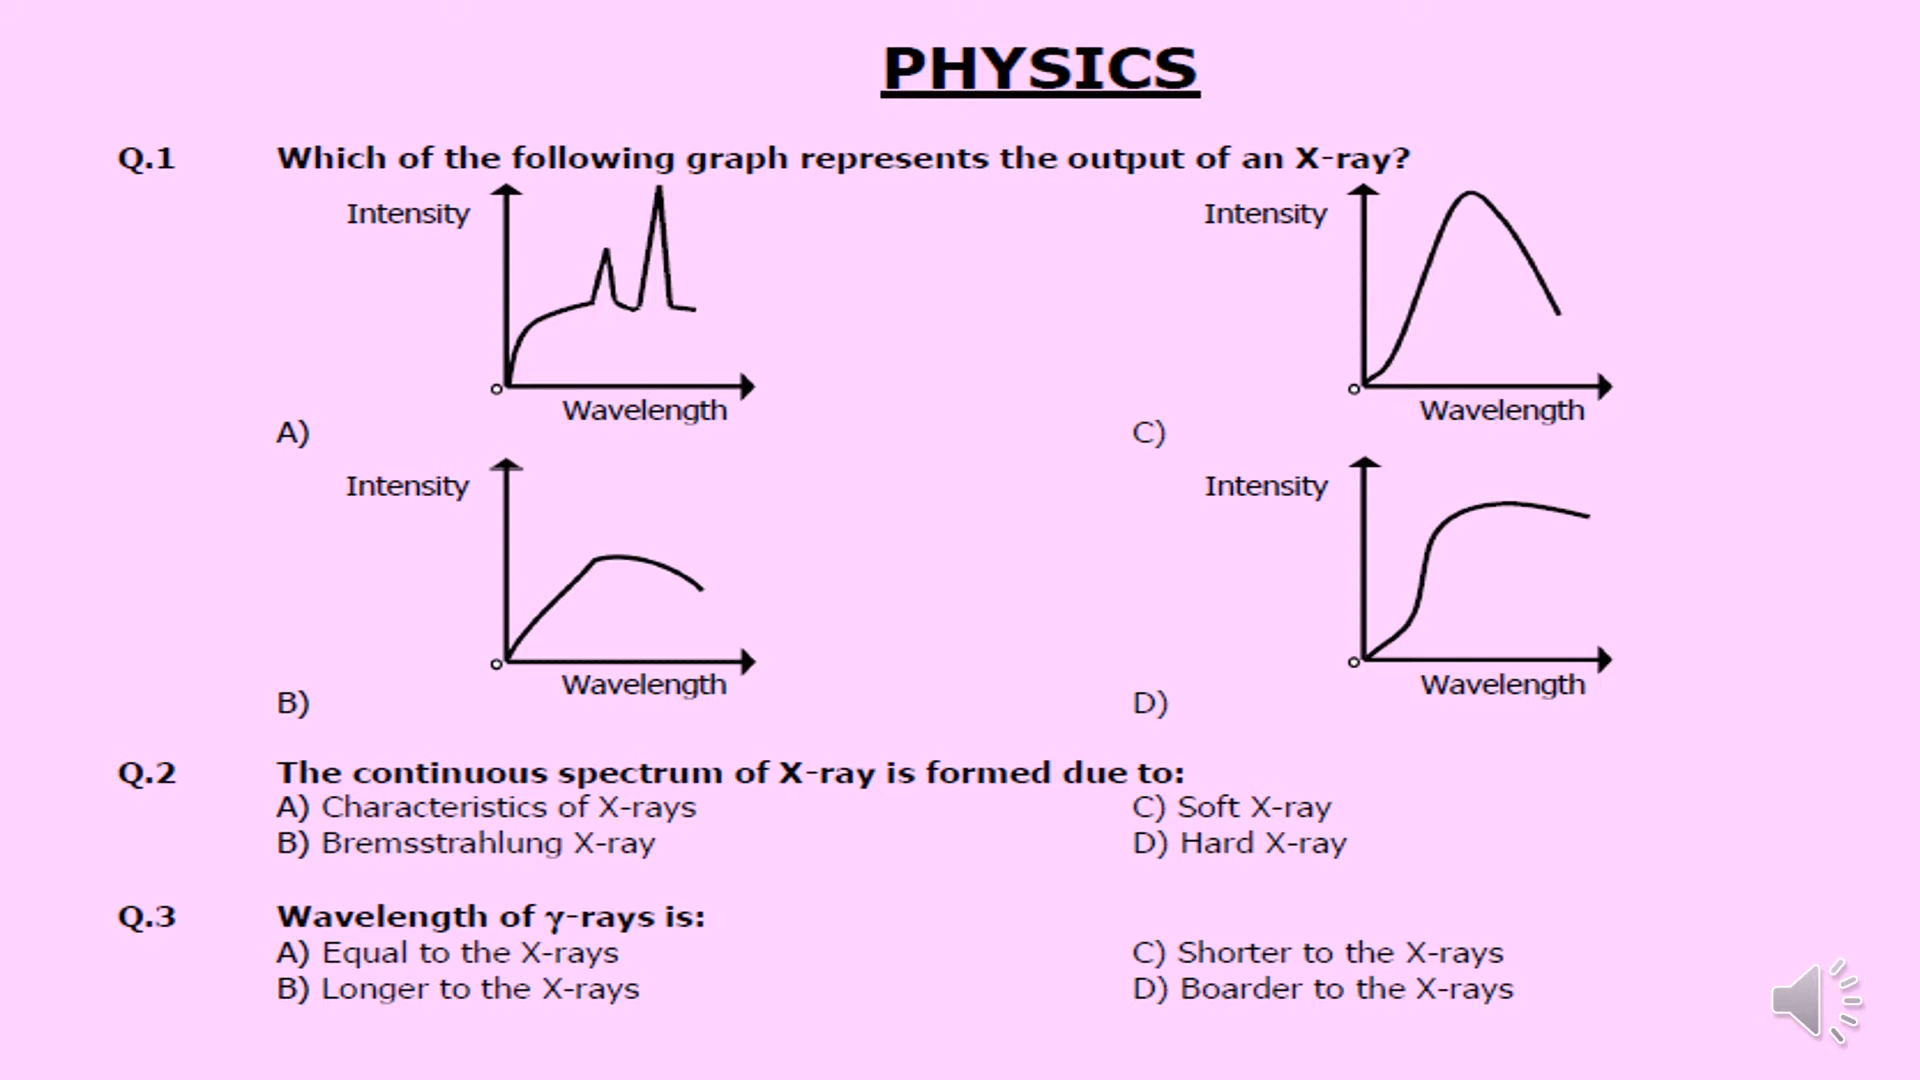 PHYSICS
Q.1 Which of the following graph represents the output of an X-ray?
Intensity
Wavelength
A)
Intensity
Wavelength
C)
Intensity
Wavelength
B)
Intensity
Wavelength
D)
Q.2 The continuous spectrum of X-ray is formed due to:
A) Characteristics of X-rays C) Soft X-ray
B) Bremsstrahlung X-ray D) Hard X-ray
Q.3 Wavelength of γ-rays is:
A) Equal to the X-rays C) Shorter to the X-rays
B) Longer to the X-rays D) Boarder to the X-rays